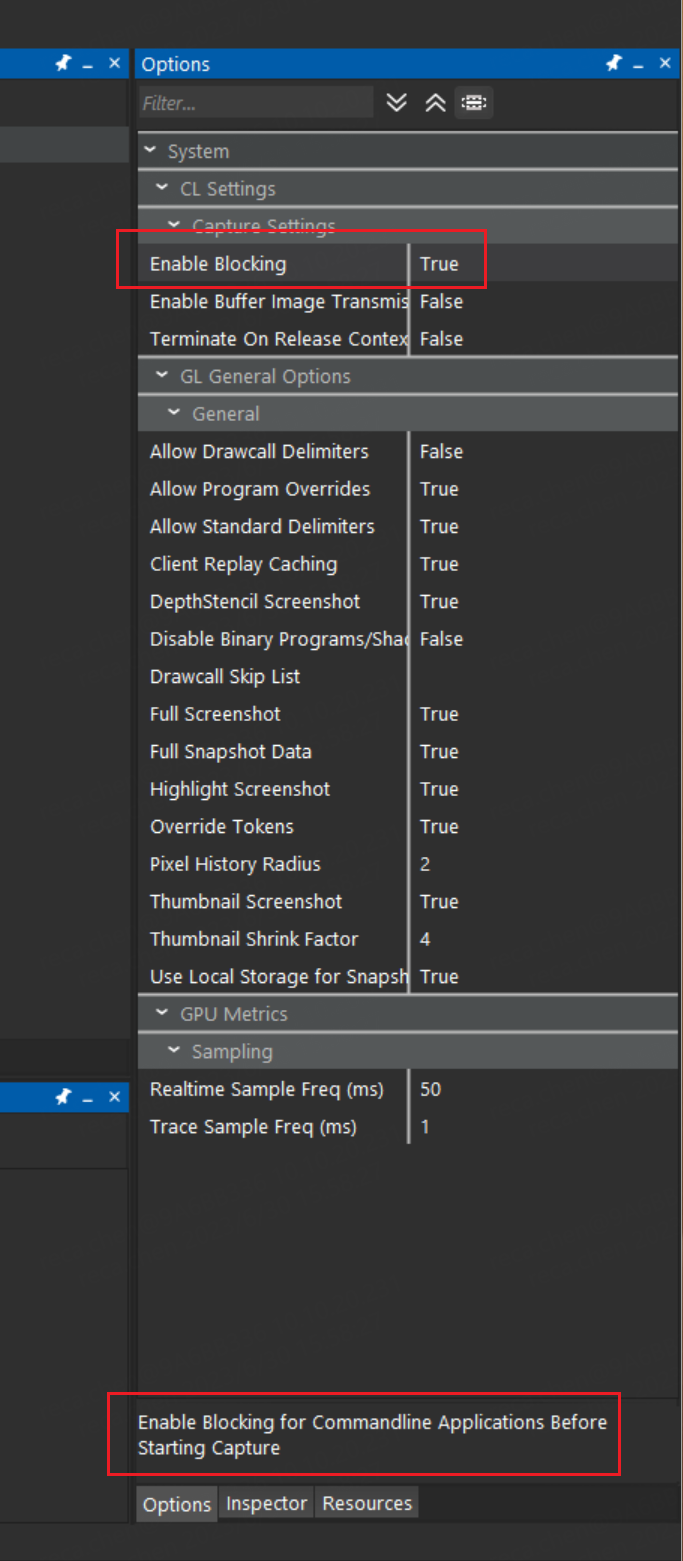 Options
Filter...
System
CL Settings
Capture Settings
Enable Blocking True
Enable Buffer Image Transmis False
Terminate On Release Contex False
GL General Options
General
Allow Drawcall Delimiters False
Allow Program Overrides True
Allow Standard Delimiters True
Client Replay Caching True
DepthStencil Screenshot True
Disable Binary Programs/Shac False
Drawcall Skip List
Full Screenshot True
Full Snapshot Data True
Highlight Screenshot True
Override Tokens True
Pixel History Radius 2
Thumbnail Screenshot True
Thumbnail Shrink Factor 4
Use Local Storage for Snapsh True
GPU Metrics
Sampling
Realtime Sample Freq (ms) 50
Trace Sample Freq (ms) 1
Enable Blocking for Commandline Applications Before
Starting Capture
Options Inspector Resources